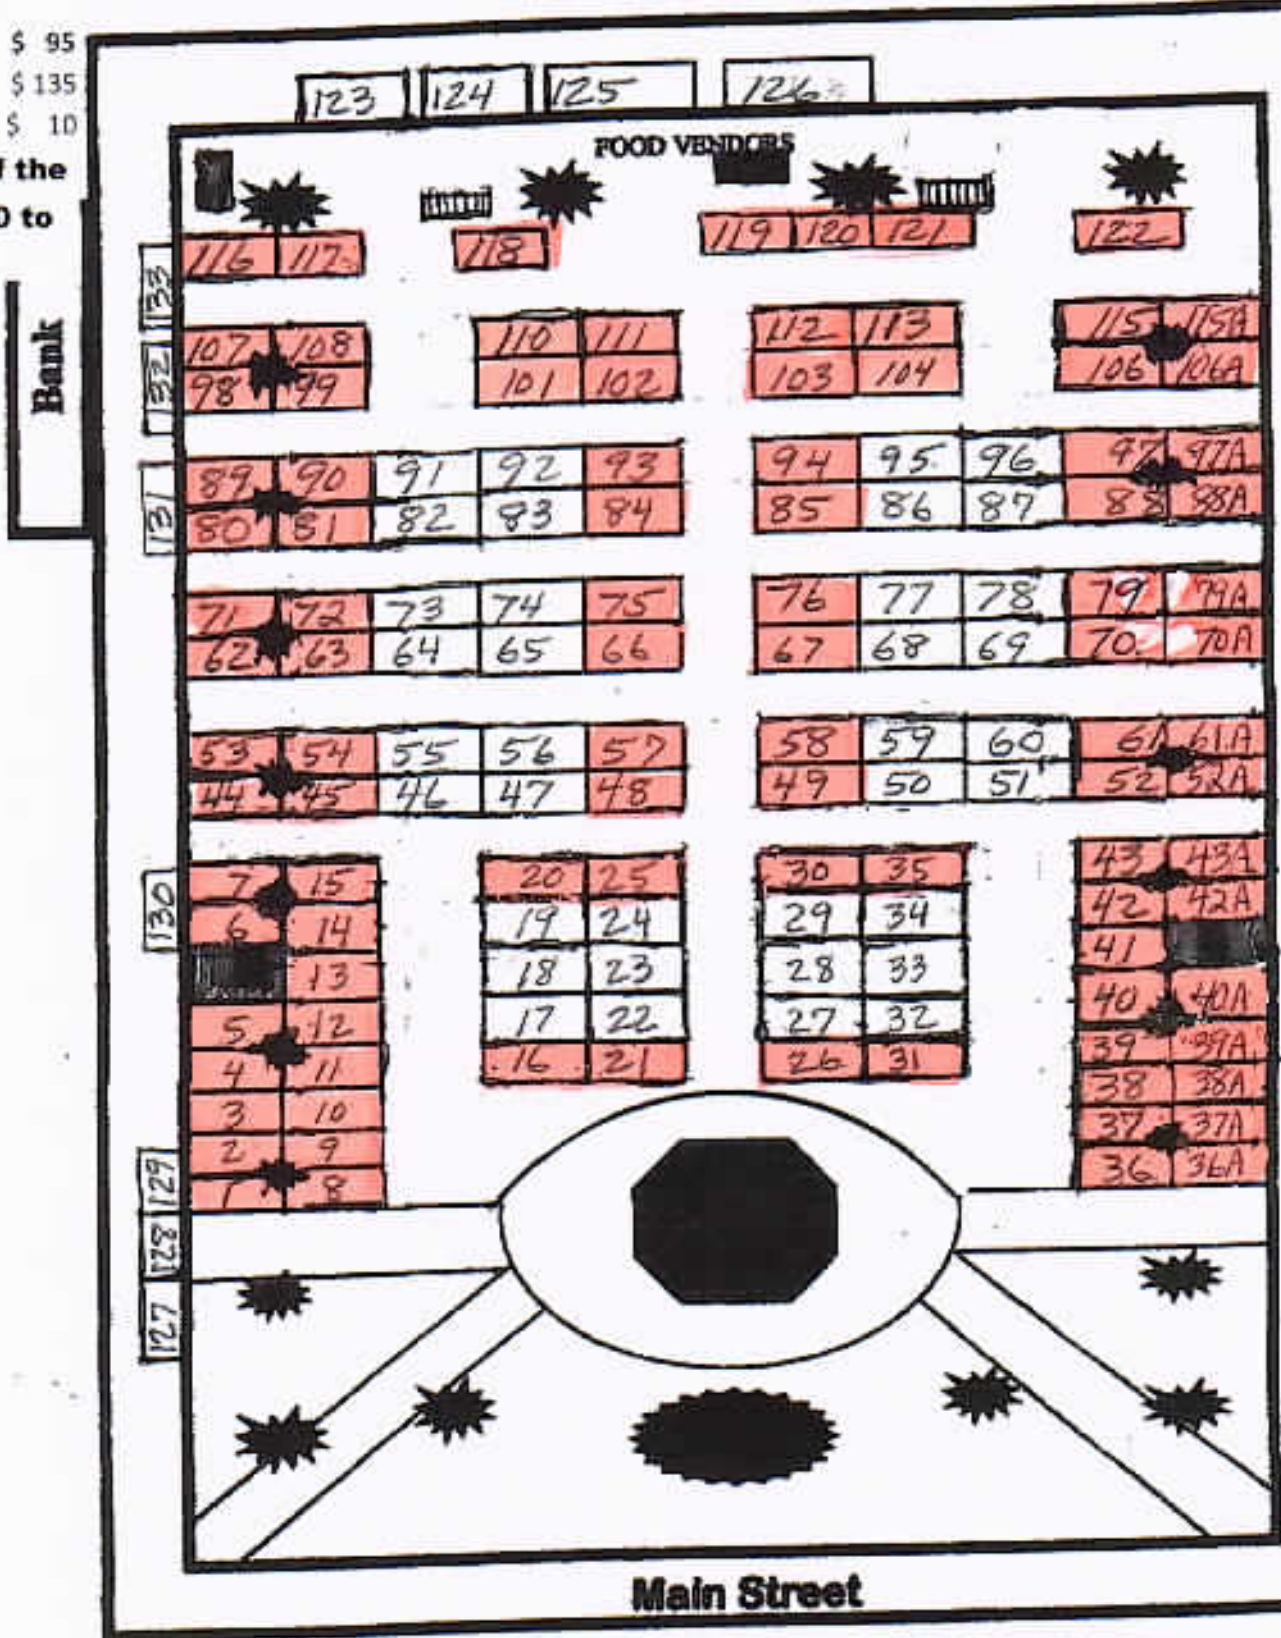 $ 95
$ 135
$ 10
f the
0 to
123 124 125 126
FOOD VENDORS
116 117 118 119 120 121 122
133
107 108 110 111 112 113 115 115A
132
98 99 101 102 103 104 106 106A
Bank
89 90 91 92 93 94 95 96 97 97A
131
80 81 82 83 84 85 86 87 88 88A
71 72 73 74 75 76 77 78 79 79A
62 63 64 65 66 67 68 69 70 70A
53 54 55 56 57 58 59 60 61 61A
44 45 46 47 48 49 50 51 52 52A
7 15 20 25 30 35 43 43A
130
6 14 19 24 29 34 42 42A
13 18 23 28 33 41
5 12 17 22 27 32 40 40A
4 11 16 21 26 31 39 39A
3 10 38 38A
2 9 37 37A
1 8 36 36A
129
128
127
Main Street